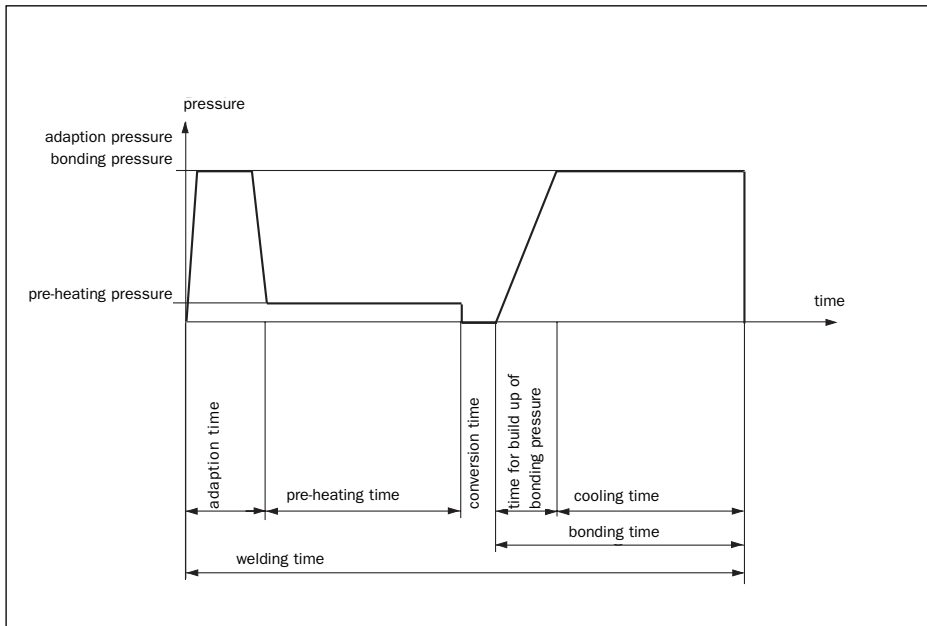 pressure
adaption pressure
bonding pressure
pre-heating pressure
time
adaption time
pre-heating time
conversion time
time for build up of
bonding pressure
cooling time
bonding time
welding time